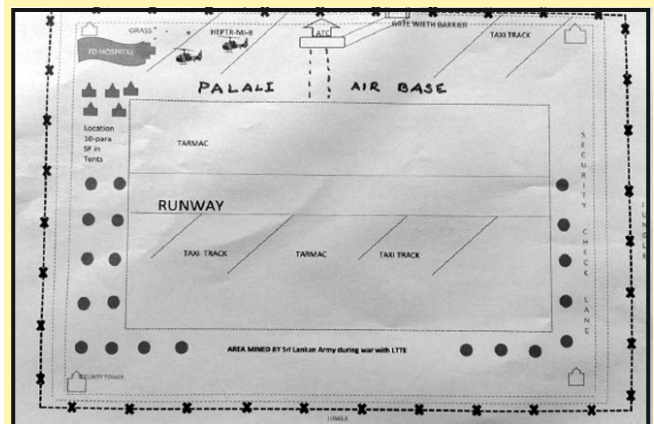 GRASS
HEPTR-MI-8
ATC
GATE WIETH BARRIER
TAXI TRACK
FD-HOSPITAL
PALALI AIR BASE
Location
10-para
SF in
Tents
TARMAC
SECURITY CHECK LANE
JUNGLE
RUNWAY
TAXI TRACK
TARMAC
TAXI TRACK
AREA MINED BY Sri Lankan Army during war with LTTE
SECURITY TOWER
JUNGLE